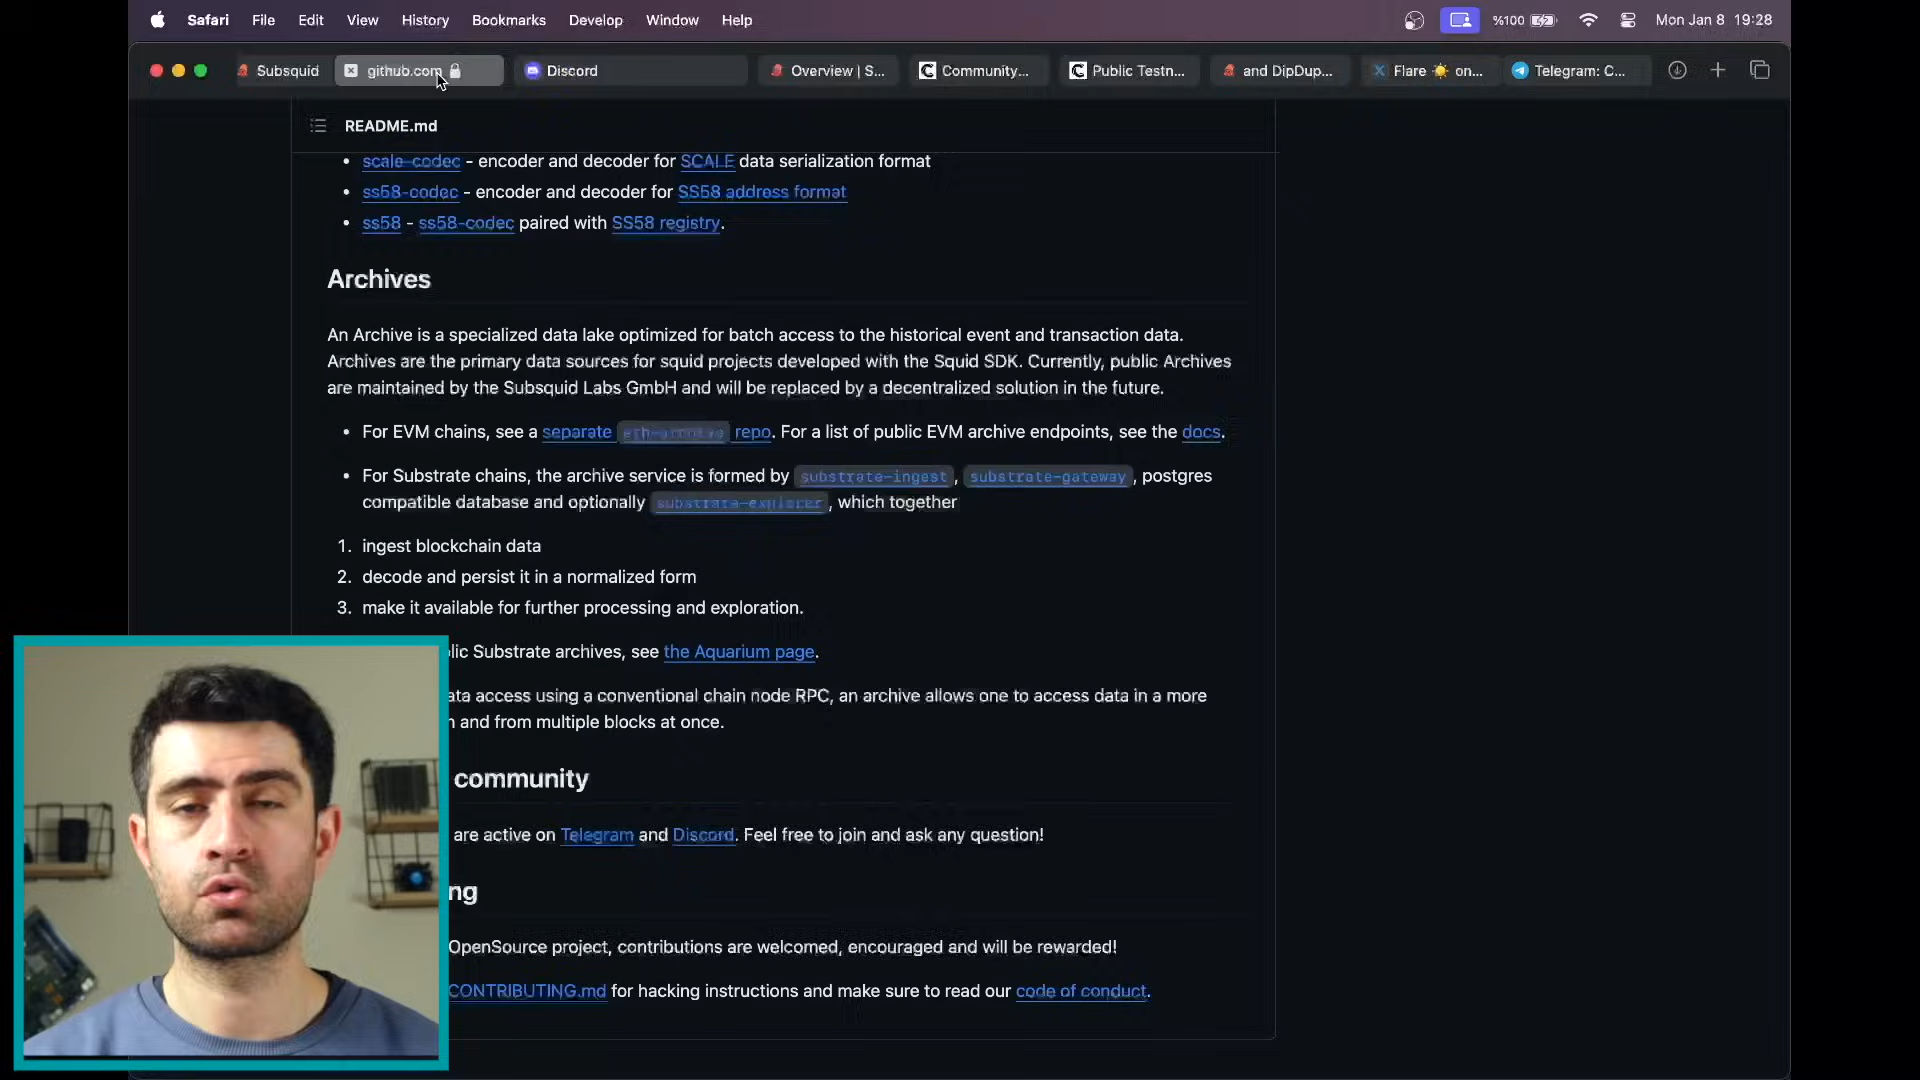 Safari File Edit View History Bookmarks Develop Window Help %100 Mon Jan 8 19:28
Subsquid github.com Discord Overview | S... Community... Public Testn... and DipDup... Flare ☀️ on... Telegram: C...
README.md
• scale-codec - encoder and decoder for SCALE data serialization format
• ss58-codec - encoder and decoder for SS58 address format
• ss58 - ss58-codec paired with SS58 registry.
Archives
An Archive is a specialized data lake optimized for batch access to the historical event and transaction data.
Archives are the primary data sources for squid projects developed with the Squid SDK. Currently, public Archives
are maintained by the Subsquid Labs GmbH and will be replaced by a decentralized solution in the future.
• For EVM chains, see a separate eth-archive repo. For a list of public EVM archive endpoints, see the docs.
• For Substrate chains, the archive service is formed by substrate-ingest, substrate-gateway, postgres
compatible database and optionally substrate-explorer, which together
1. ingest blockchain data
2. decode and persist it in a normalized form
3. make it available for further processing and exploration.
lic Substrate archives, see the Aquarium page.
ata access using a conventional chain node RPC, an archive allows one to access data in a more
and from multiple blocks at once.
community
are active on Telegram and Discord. Feel free to join and ask any question!
ng
OpenSource project, contributions are welcomed, encouraged and will be rewarded!
CONTRIBUTING.md for hacking instructions and make sure to read our code of conduct.